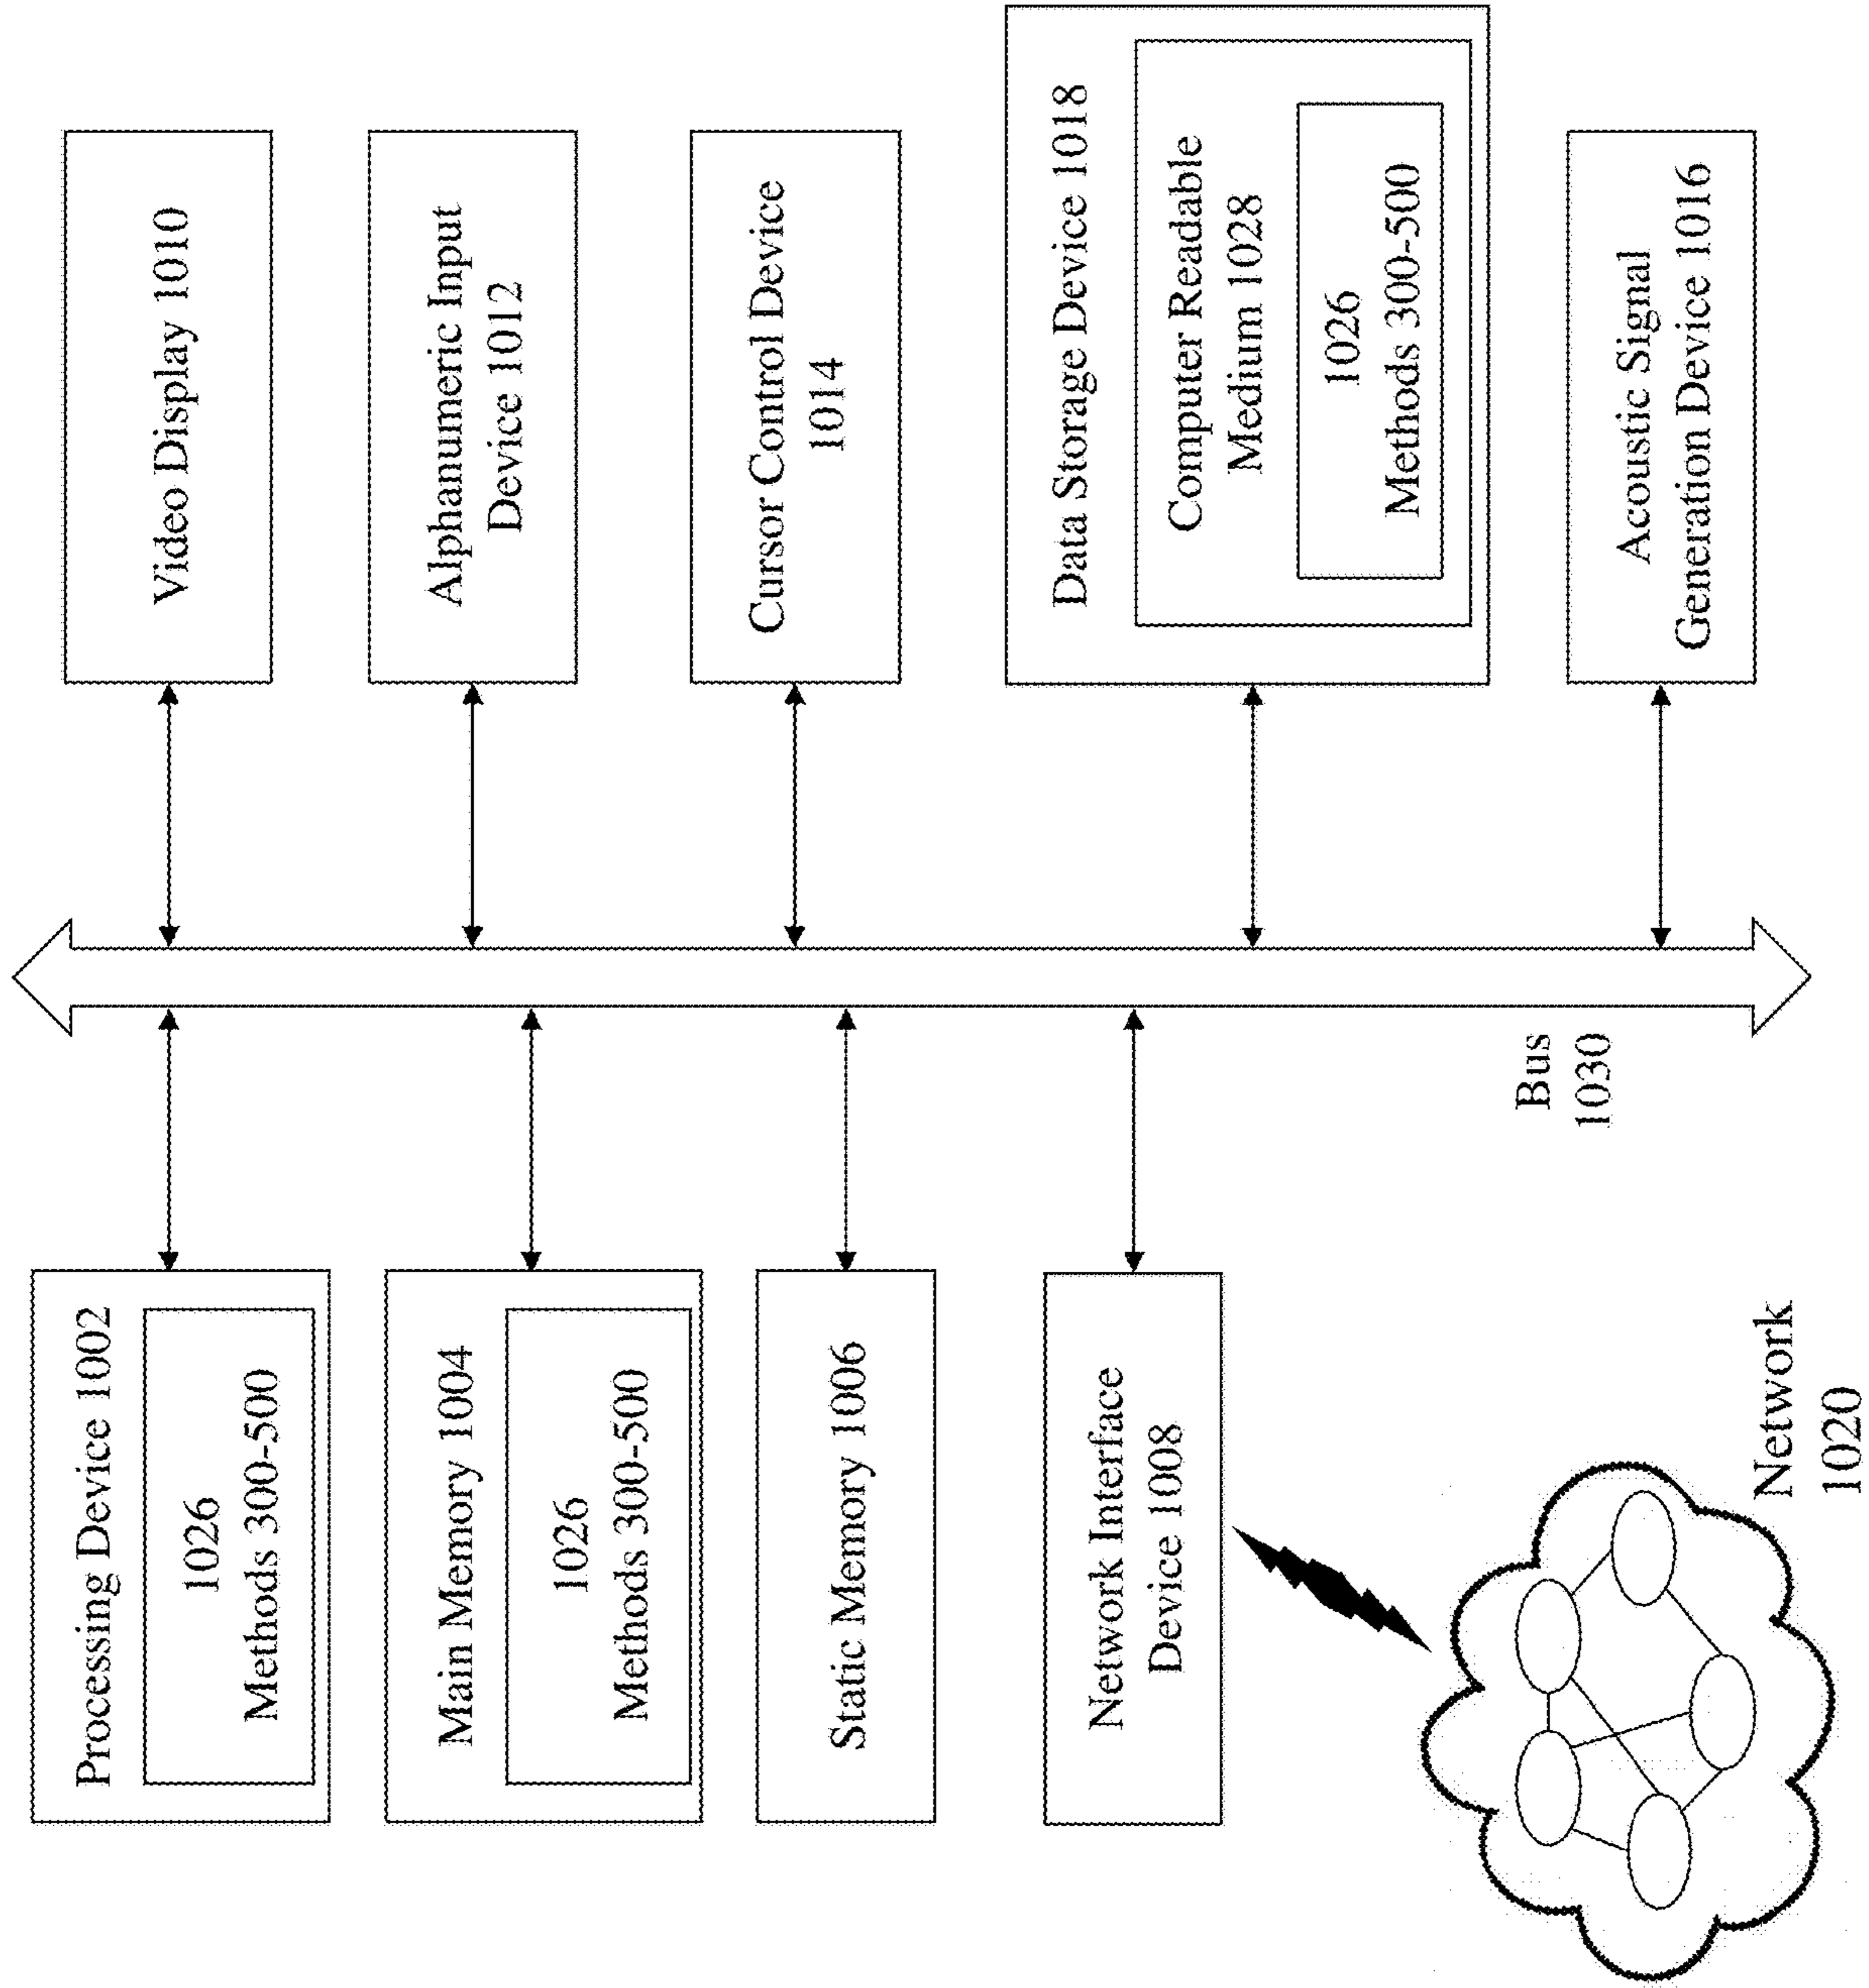 Processing Device 1002
1026
Methods 300-500
Main Memory 1004
1026
Methods 300-500
Static Memory 1006
Network Interface
Device 1008
Network
1020
Bus
1030
Video Display 1010
Alphanumeric Input
Device 1012
Cursor Control Device
1014
Data Storage Device 1018
Computer Readable
Medium 1028
1026
Methods 300-500
Acoustic Signal
Generation Device 1016